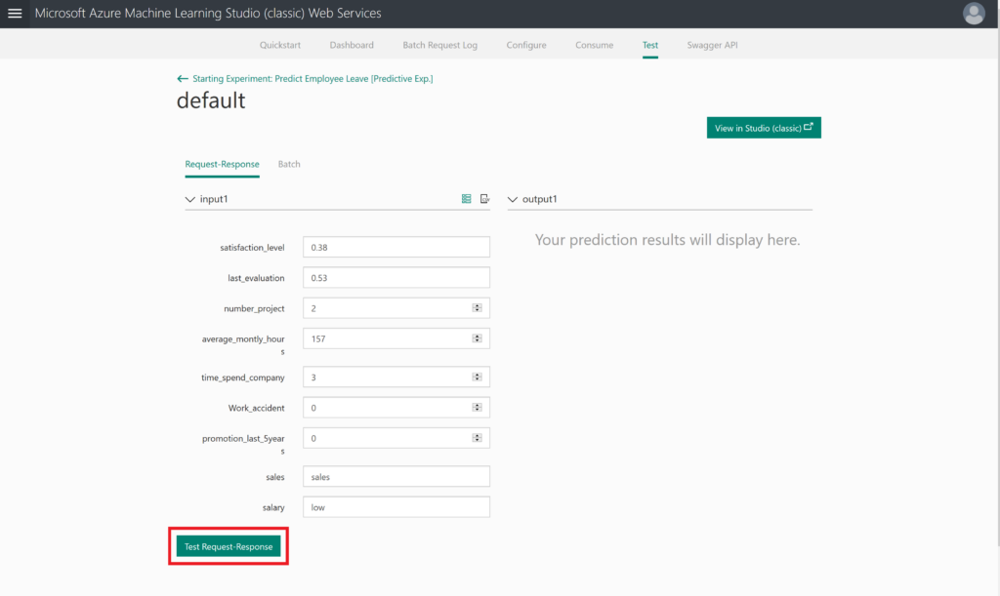 Microsoft Azure Machine Learning Studio (classic) Web Services
Quickstart Dashboard Batch Request Log Configure Consume Test Swagger API
Starting Experiment: Predict Employee Leave [Predictive Exp.]
default
View in Studio (classic)
Request-Response Batch
input1
output1
Your prediction results will display here.
satisfaction_level 0.38
last_evaluation 0.53
number_project 2
average_montly_hour 157
s
time_spend_company 3
Work_accident 0
promotion_last_5year 0
s
sales sales
salary low
Test Request-Response